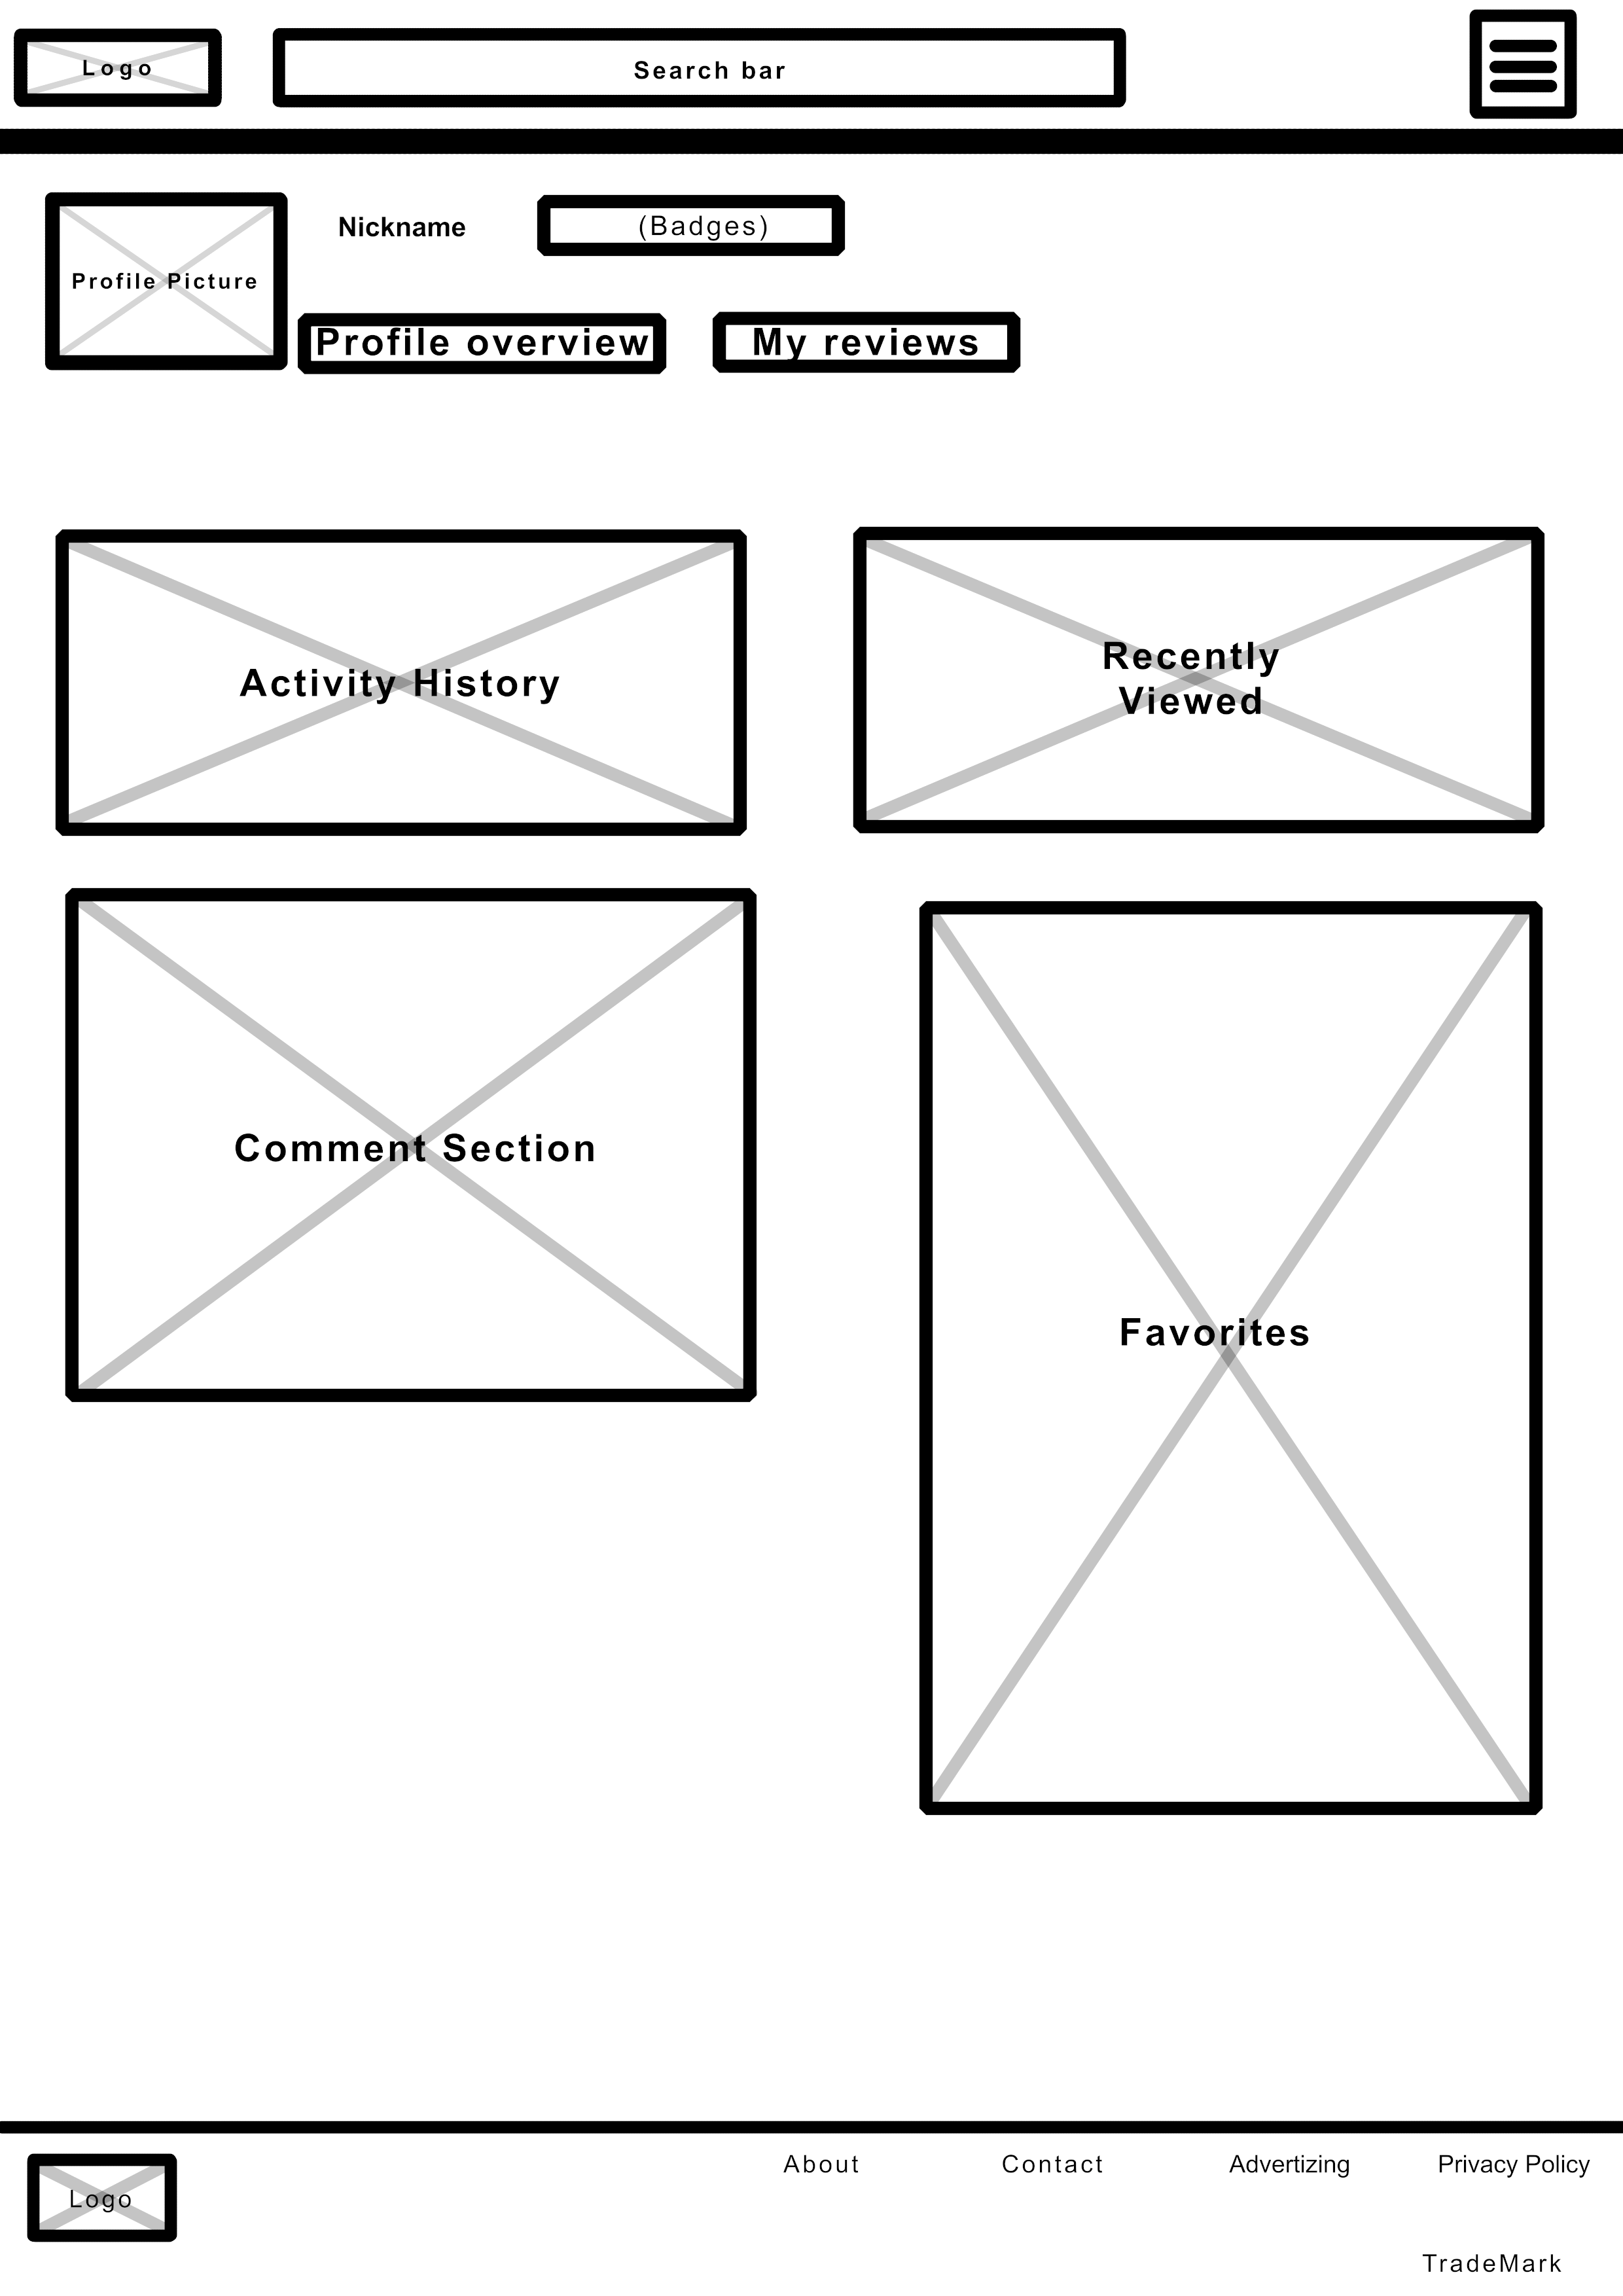 Logo
Search bar
Nickname
(Badges)
Profile Picture
Profile overview
My reviews
Activity History
Recently
Viewed
Comment Section
Favorites
About
Contact
Advertizing
Privacy Policy
Logo
TradeMark